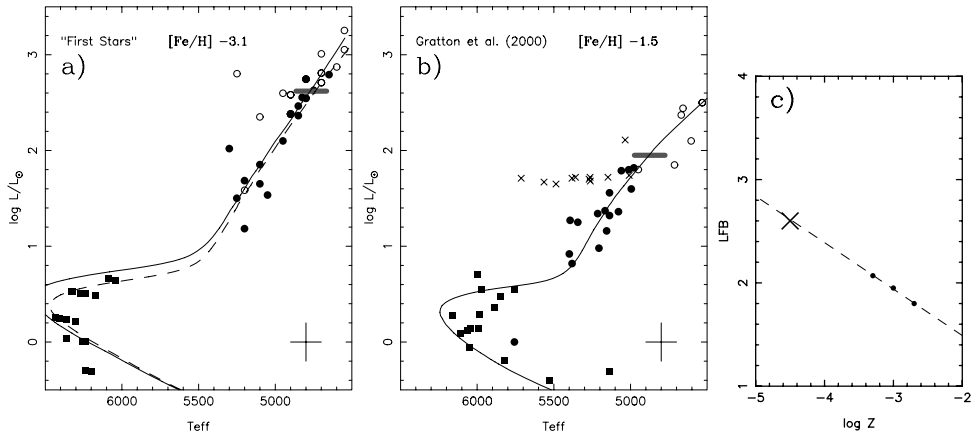 "First Stars" [Fe/H] −3.1
a)
log L/L⊙
3
2
1
0
6000 5500 5000
Teff
Gratton et al. (2000) [Fe/H] −1.5
b)
log L/L⊙
3
2
1
0
6000 5500 5000
Teff
c)
LFB
4
3
2
1
−5 −4 −3 −2
log Z